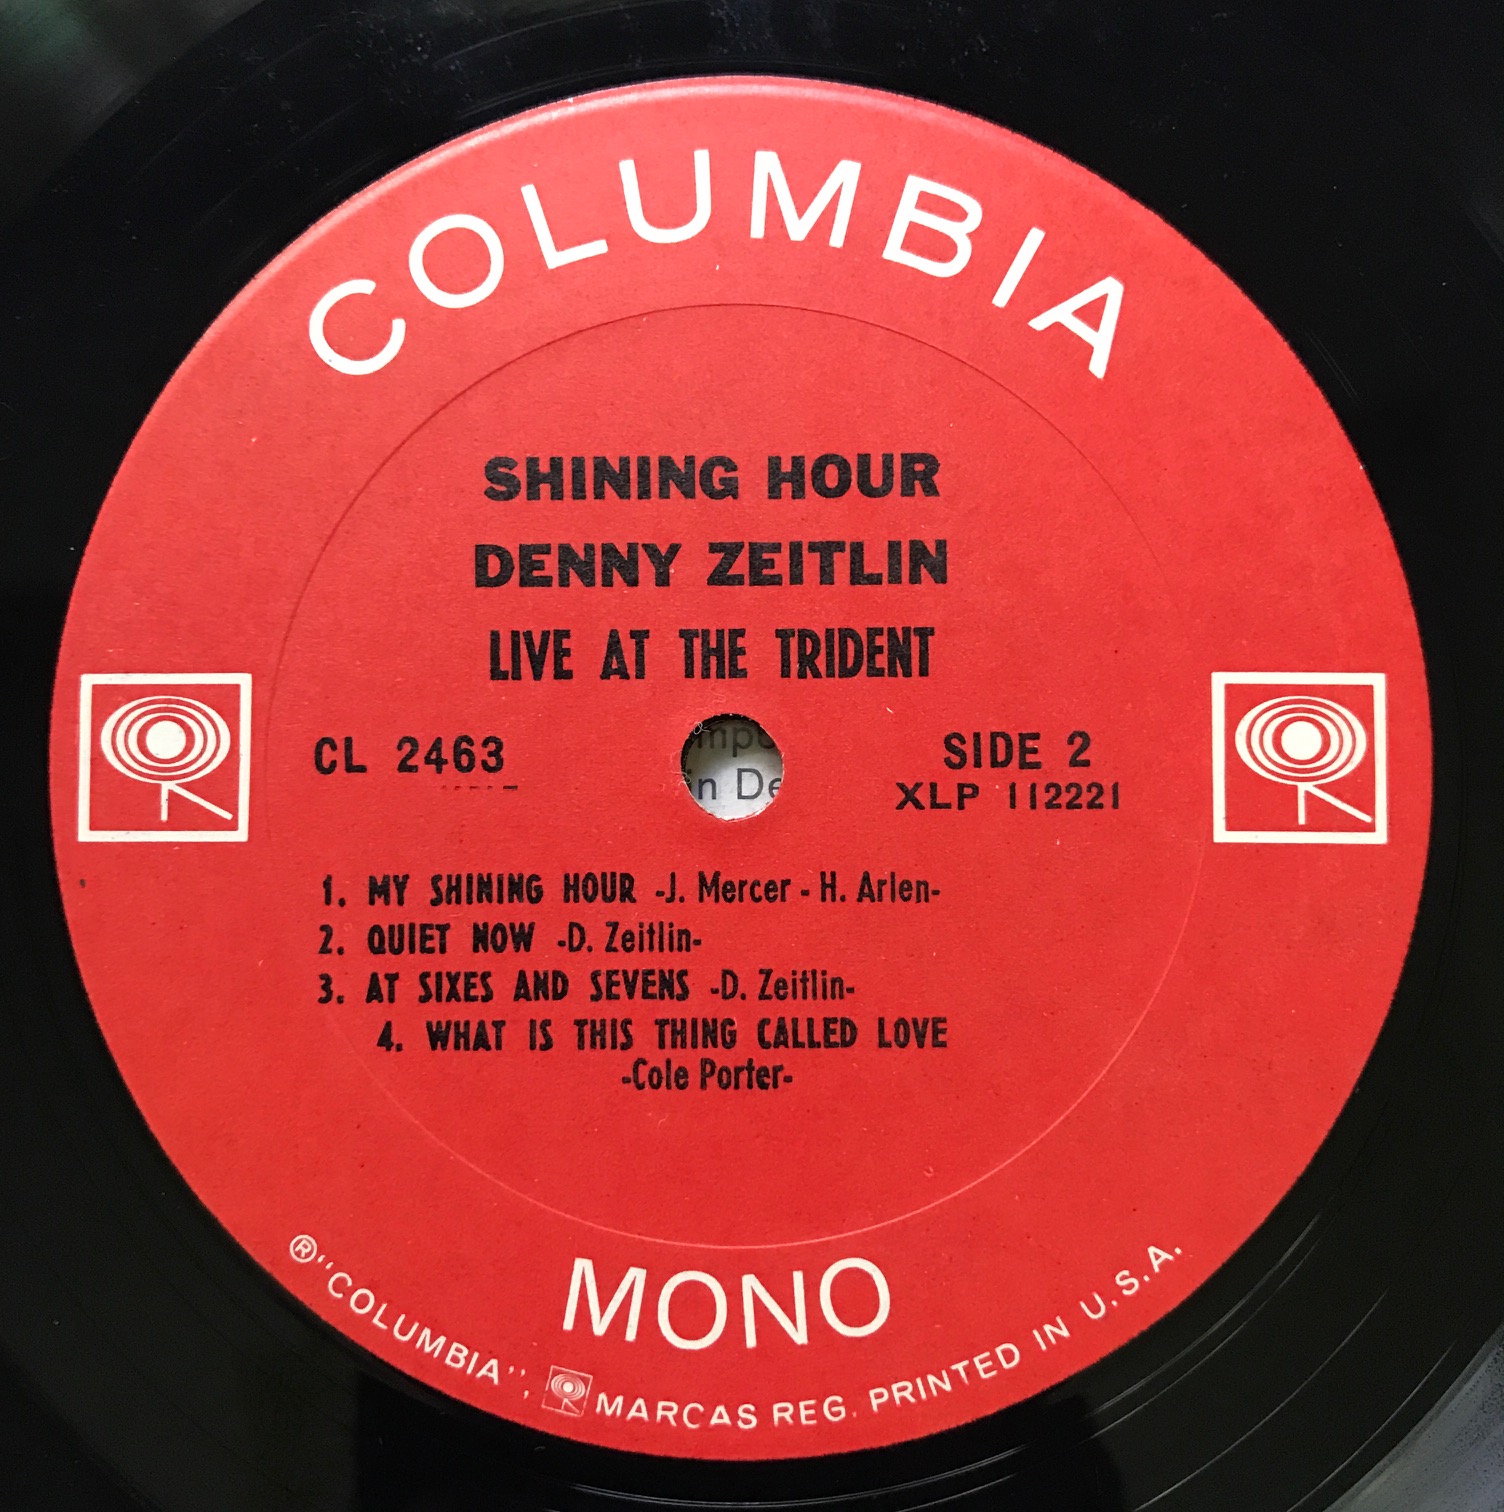 COLUMBIA
SHINING HOUR
DENNY ZEITLIN
LIVE AT THE TRIDENT
CL 2463
SIDE 2
XLP 112221
in De
1. MY SHINING HOUR -J. Mercer - H. Arlen-
2. QUIET NOW -D. Zeitlin-
3. AT SIXES AND SEVENS -D. Zeitlin-
4. WHAT IS THIS THING CALLED LOVE
-Cole Porter-
MONO
® "COLUMBIA", MARCAS REG. PRINTED IN U.S.A.